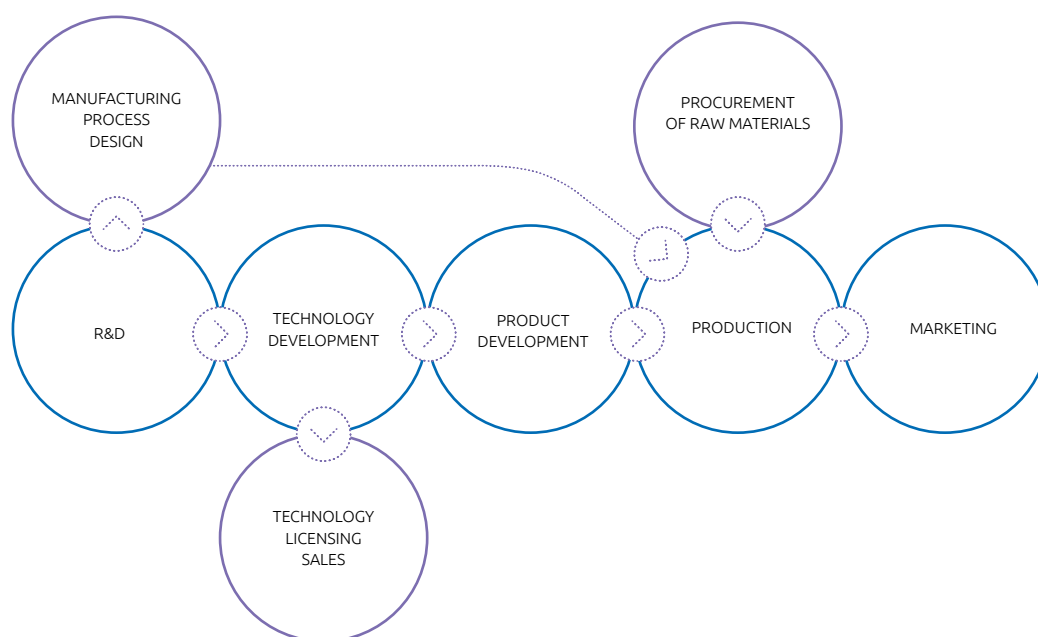 MANUFACTURING
PROCESS
DESIGN
PROCUREMENT
OF RAW MATERIALS
R&D
TECHNOLOGY
DEVELOPMENT
PRODUCT
DEVELOPMENT
PRODUCTION
MARKETING
TECHNOLOGY
LICENSING
SALES